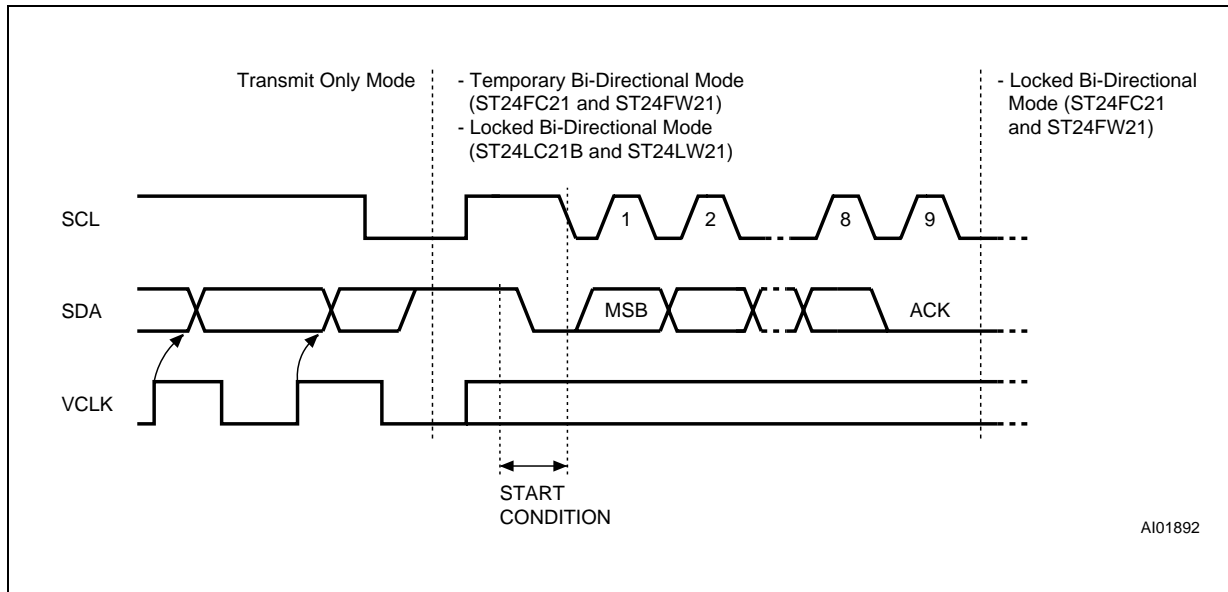 Transmit Only Mode
- Temporary Bi-Directional Mode
(ST24FC21 and ST24FW21)
- Locked Bi-Directional Mode
(ST24LC21B and ST24LW21)
- Locked Bi-Directional
Mode (ST24FC21
and ST24FW21)
SCL
1
2
8
9
SDA
MSB
ACK
VCLK
START
CONDITION
AI01892